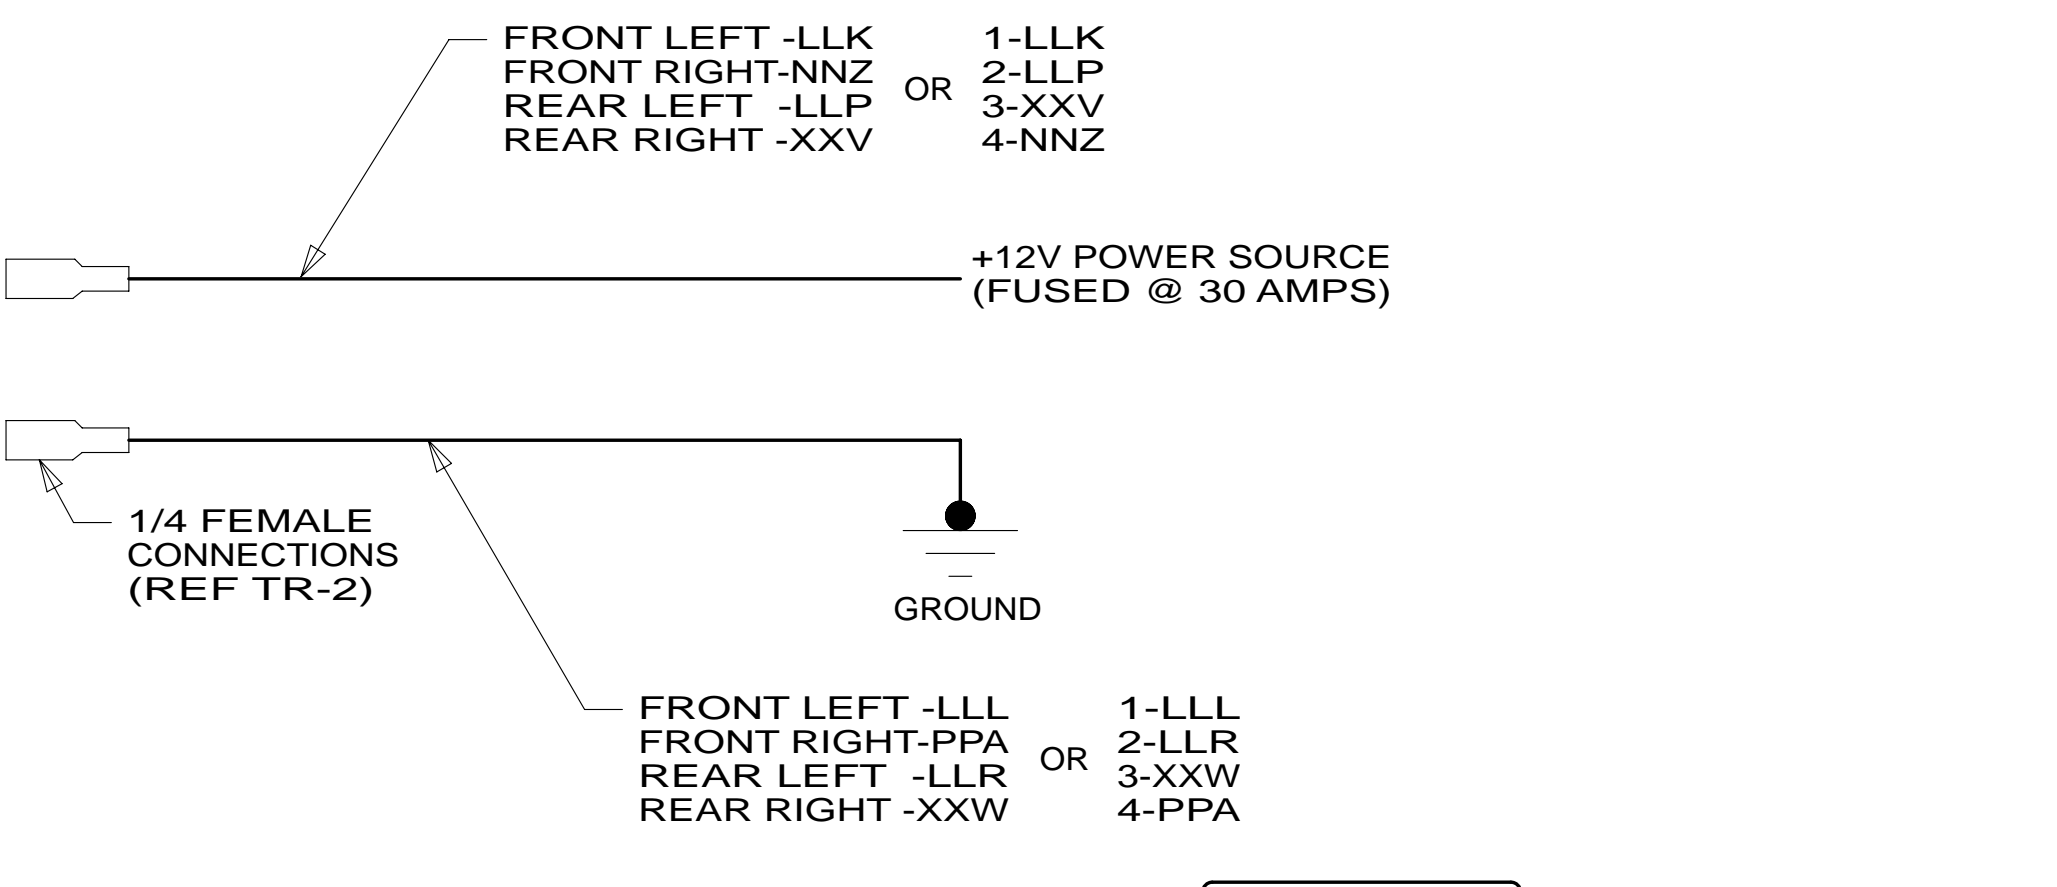 FRONT LEFT -LLK
FRONT RIGHT-NNZ
REAR LEFT -LLP
REAR RIGHT -XXV
OR
1-LLK
2-LLP
3-XXV
4-NNZ
+12V POWER SOURCE
(FUSED @ 30 AMPS)
1/4 FEMALE
CONNECTIONS
(REF TR-2)
GROUND
FRONT LEFT -LLL
FRONT RIGHT-PPA
REAR LEFT -LLR
REAR RIGHT -XXW
OR
1-LLL
2-LLR
3-XXW
4-PPA